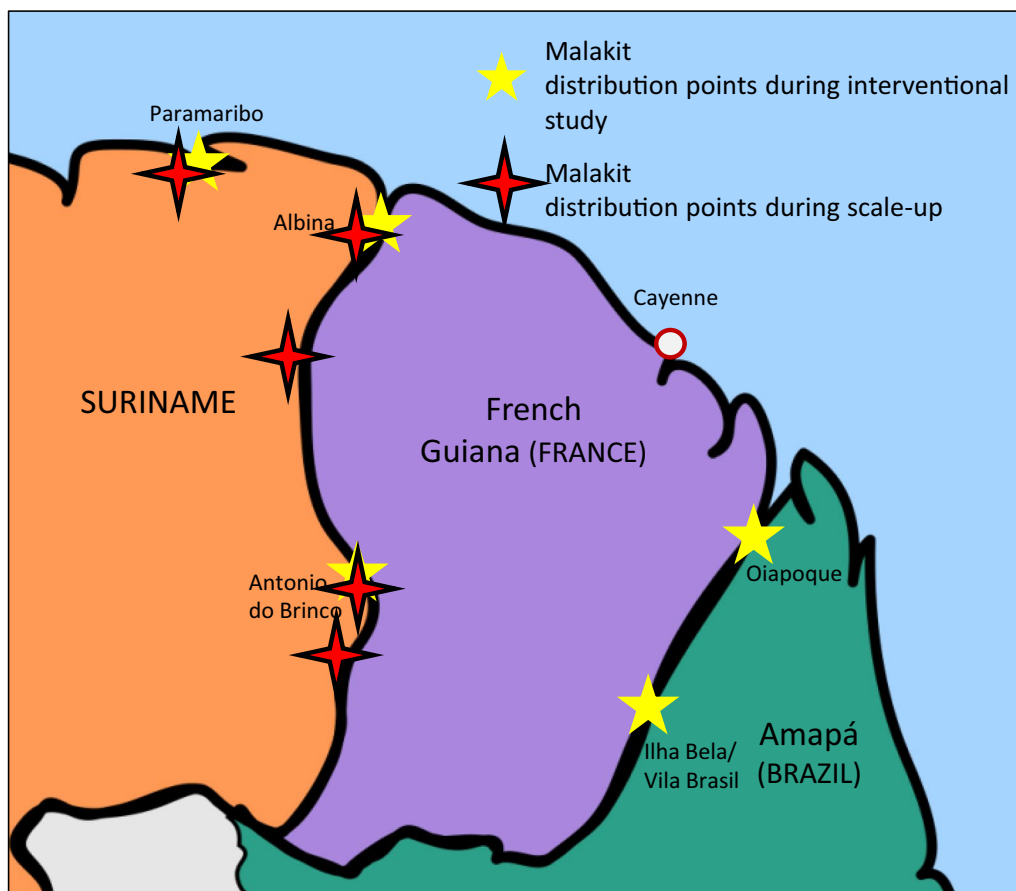 Malakit
distribution points during interventional
study
Paramaribo
Malakit
distribution points during scale-up
Albina
Cayenne
SURINAME
French
Guiana (FRANCE)
Antonio
do Brinco
Oiapoque
Ilha Bela/
Vila Brasil
Amapá
(BRAZIL)